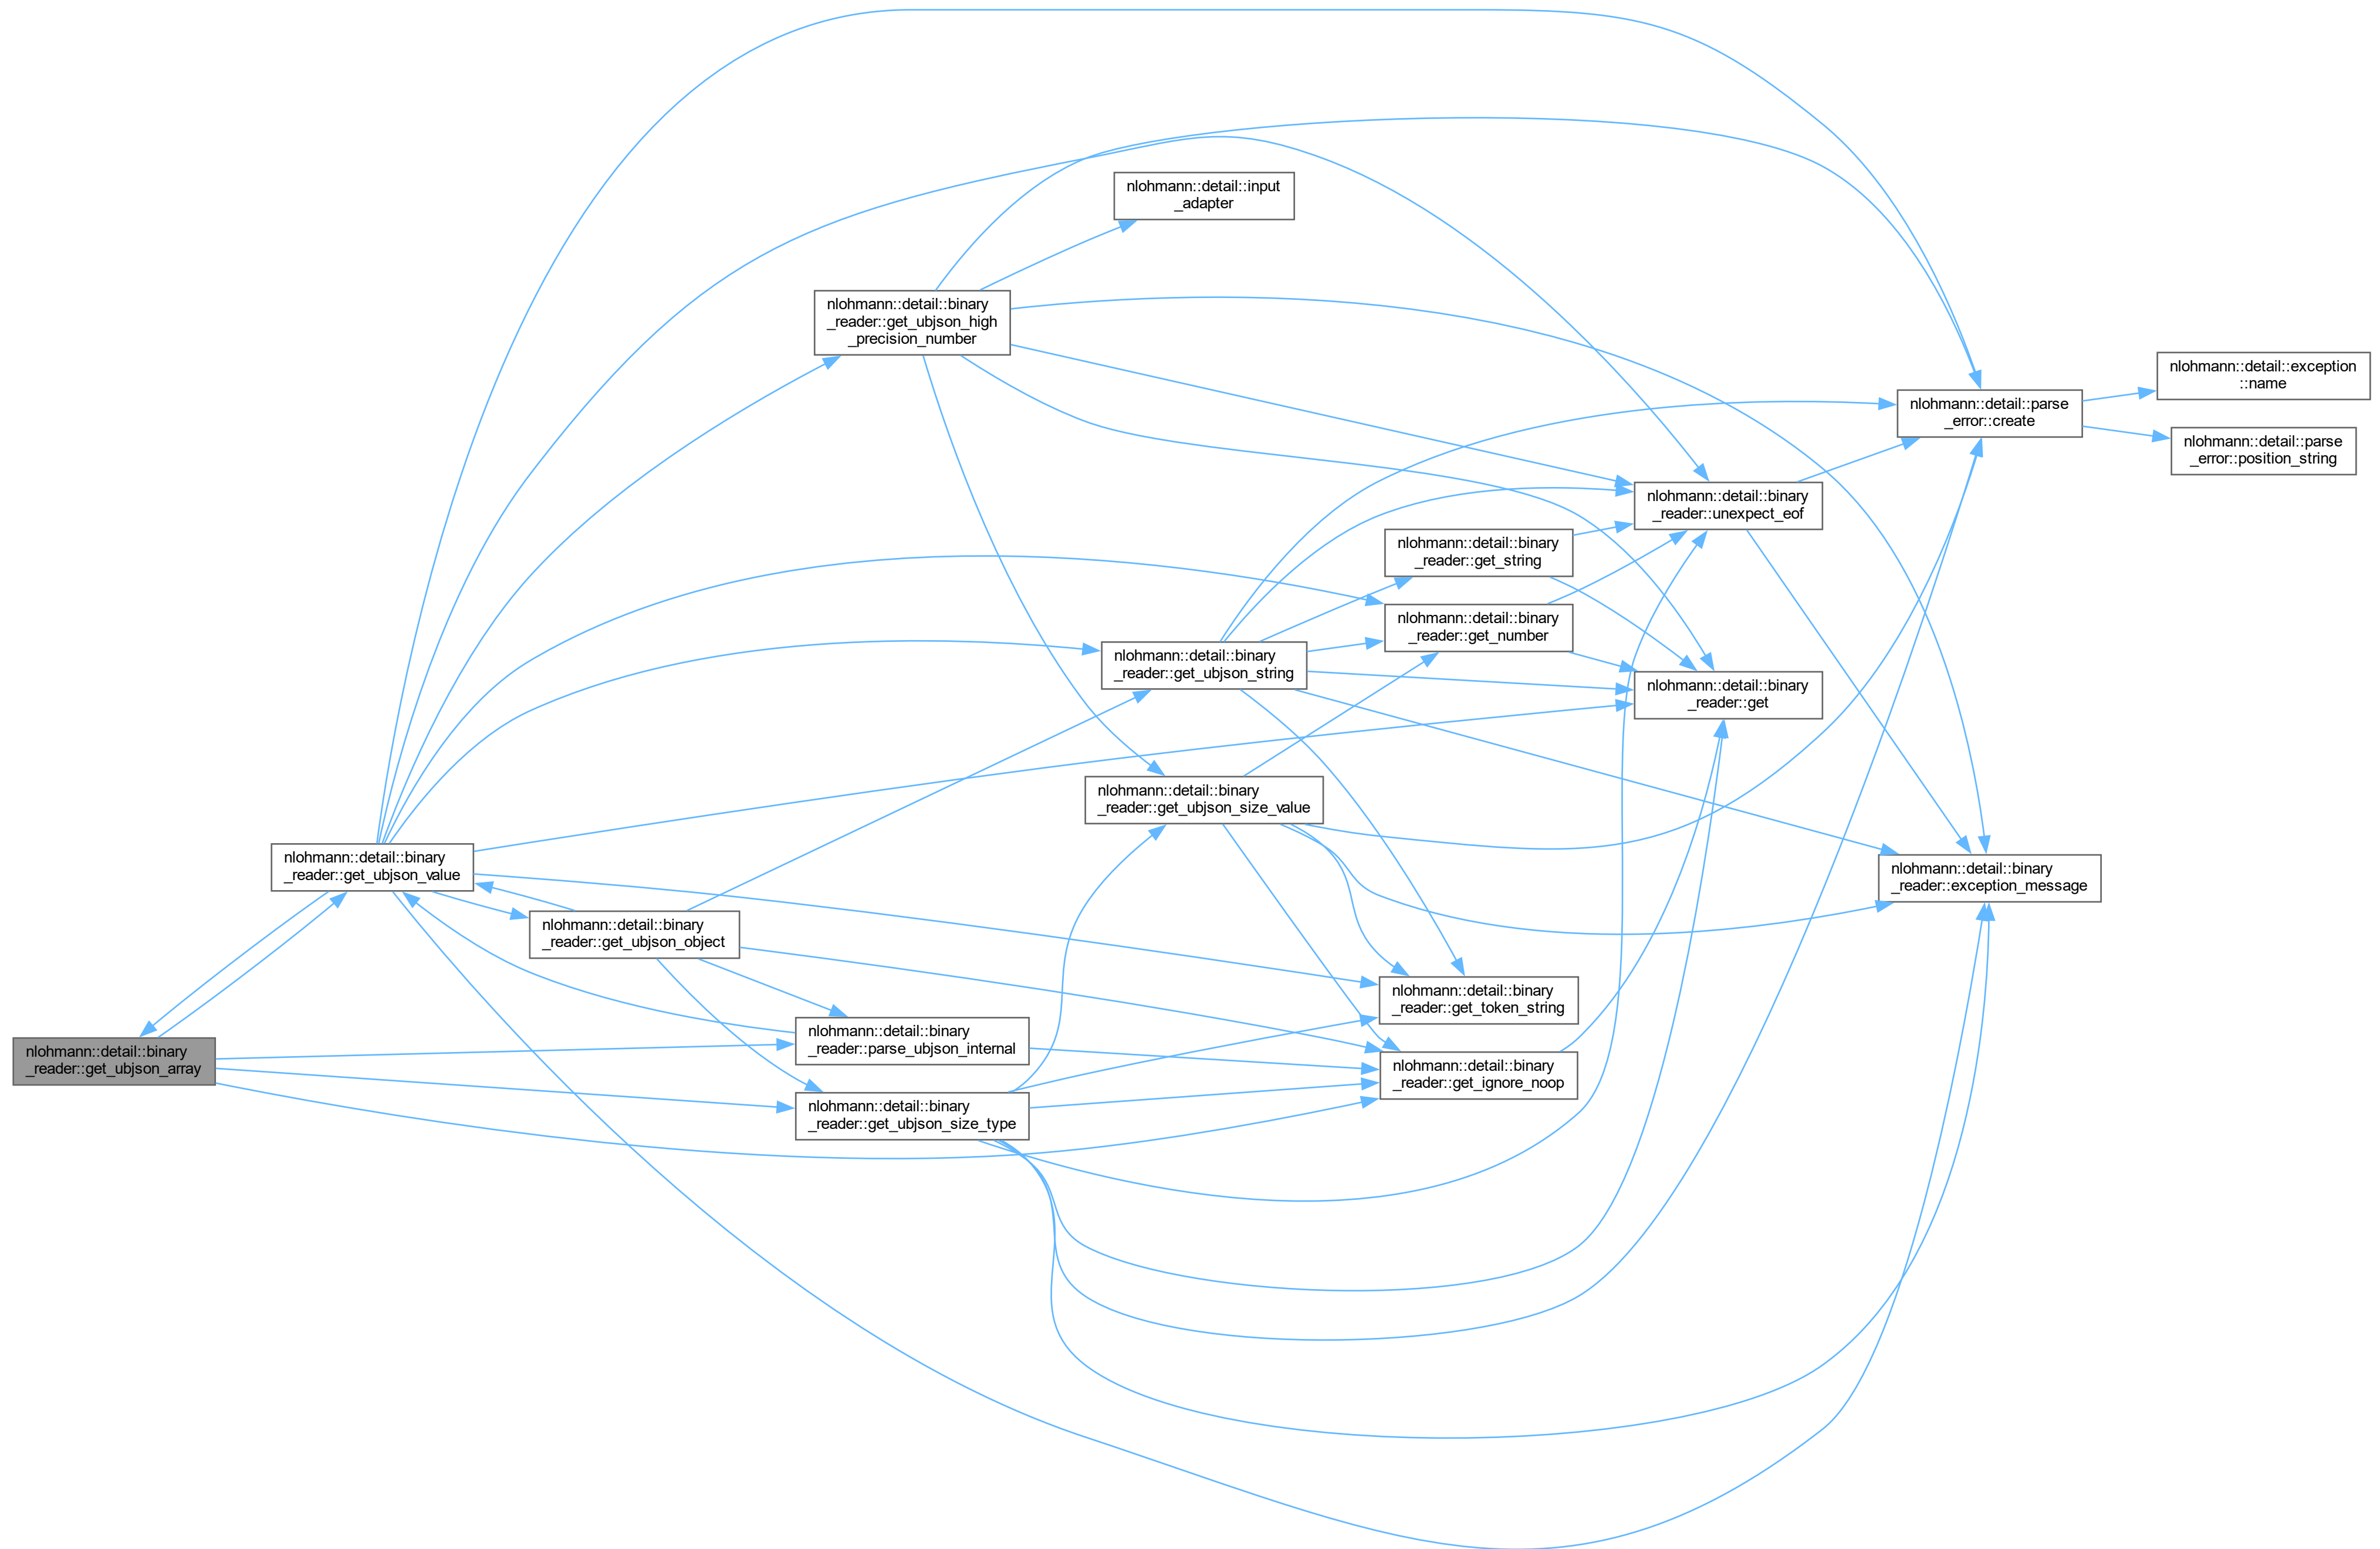 nlohmann::detail::input
_adapter
nlohmann::detail::binary
_reader::get_ubjson_high
_precision_number
nlohmann::detail::exception
::name
nlohmann::detail::parse
_error::create
nlohmann::detail::parse
_error::position_string
nlohmann::detail::binary
_reader::unexpect_eof
nlohmann::detail::binary
_reader::get_string
nlohmann::detail::binary
_reader::get_number
nlohmann::detail::binary
_reader::get_ubjson_string
nlohmann::detail::binary
_reader::get
nlohmann::detail::binary
_reader::get_ubjson_size_value
nlohmann::detail::binary
_reader::get_ubjson_value
nlohmann::detail::binary
_reader::exception_message
nlohmann::detail::binary
_reader::get_ubjson_object
nlohmann::detail::binary
_reader::get_token_string
nlohmann::detail::binary
_reader::parse_ubjson_internal
nlohmann::detail::binary
_reader::get_ubjson_array
nlohmann::detail::binary
_reader::get_ignore_noop
nlohmann::detail::binary
_reader::get_ubjson_size_type